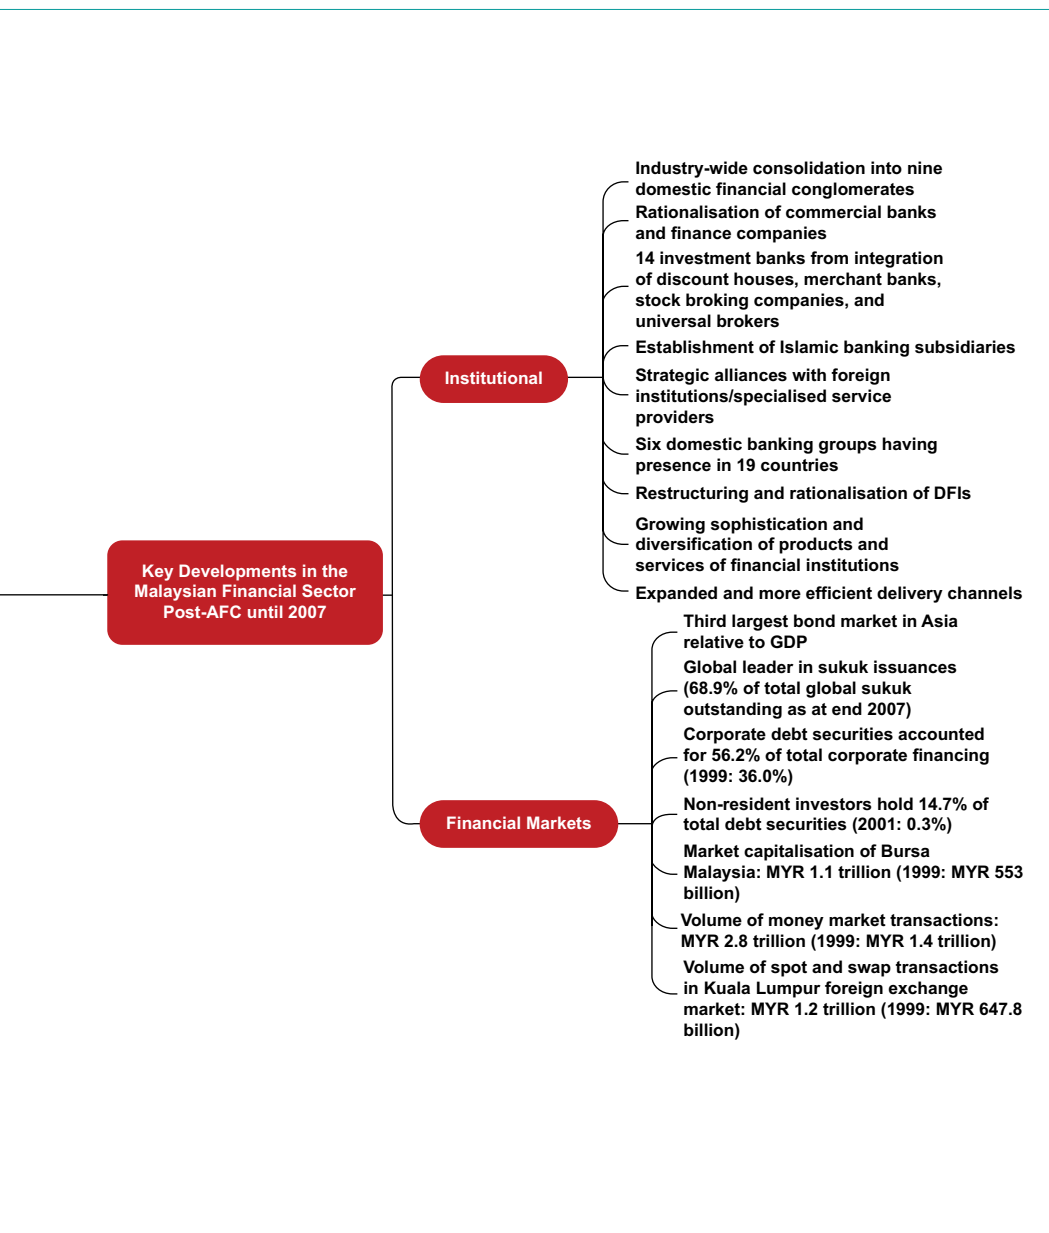 Industry-wide consolidation into nine
domestic financial conglomerates
Rationalisation of commercial banks
and finance companies
14 investment banks from integration
of discount houses, merchant banks,
stock broking companies, and
universal brokers
Establishment of Islamic banking subsidiaries
Institutional
Strategic alliances with foreign
institutions/specialised service
providers
Six domestic banking groups having
presence in 19 countries
Restructuring and rationalisation of DFIs
Growing sophistication and
diversification of products and
services of financial institutions
Expanded and more efficient delivery channels
Key Developments in the
Malaysian Financial Sector
Post-AFC until 2007
Third largest bond market in Asia
relative to GDP
Global leader in sukuk issuances
(68.9% of total global sukuk
outstanding as at end 2007)
Corporate debt securities accounted
for 56.2% of total corporate financing
(1999: 36.0%)
Financial Markets
Non-resident investors hold 14.7% of
total debt securities (2001: 0.3%)
Market capitalisation of Bursa
Malaysia: MYR 1.1 trillion (1999: MYR 553
billion)
Volume of money market transactions:
MYR 2.8 trillion (1999: MYR 1.4 trillion)
Volume of spot and swap transactions
in Kuala Lumpur foreign exchange
market: MYR 1.2 trillion (1999: MYR 647.8
billion)